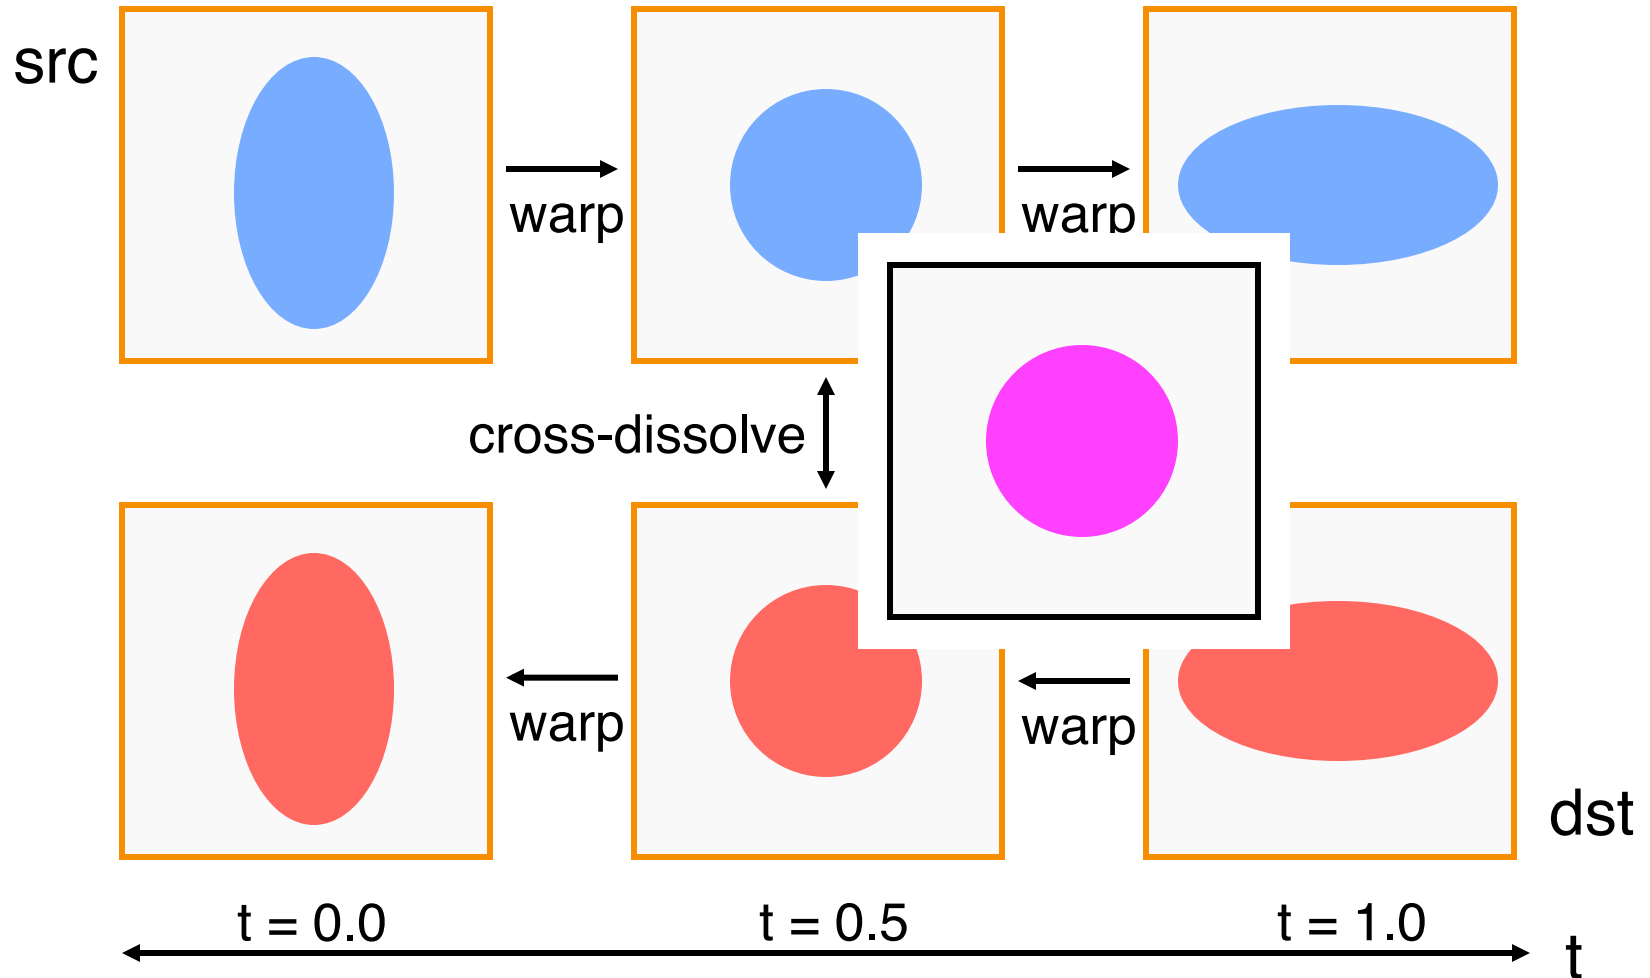 src
warp
warp
cross-dissolve
warp
warp
dst
t = 0.0
t = 0.5
t = 1.0
t